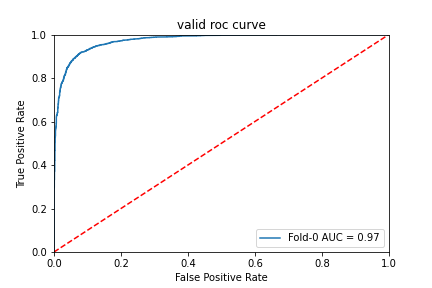 valid roc curve
1.0
0.8
0.6
0.4
0.2
0.0
True Positive Rate
Fold-0 AUC = 0.97
0.0 0.2 0.4 0.6 0.8 1.0
False Positive Rate